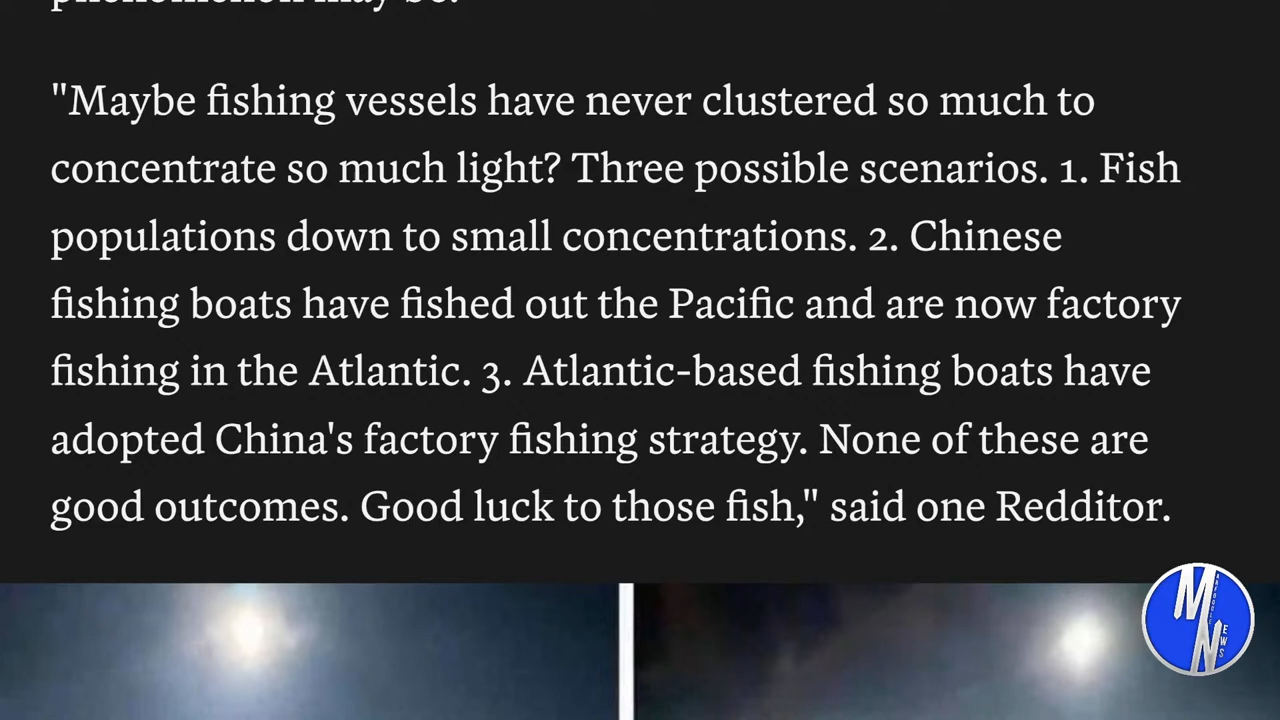 phenomenon may be.
"Maybe fishing vessels have never clustered so much to
concentrate so much light? Three possible scenarios. 1. Fish
populations down to small concentrations. 2. Chinese
fishing boats have fished out the Pacific and are now factory
fishing in the Atlantic. 3. Atlantic-based fishing boats have
adopted China's factory fishing strategy. None of these are
good outcomes. Good luck to those fish," said one Redditor.